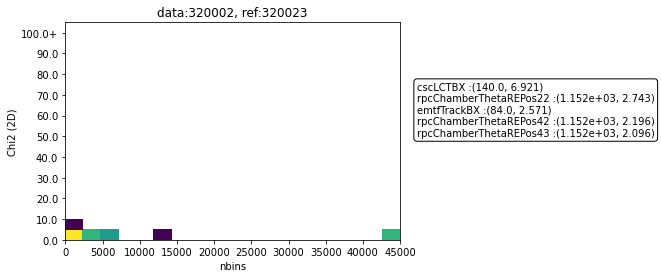 data:320002, ref:320023
100.0+
90.0
80.0
70.0
60.0
50.0
40.0
30.0
20.0
10.0
0.0
Chi2 (2D)
0 5000 10000 15000 20000 25000 30000 35000 40000 45000
nbins
cscLCTBX :(140.0, 6.921)
rpcChamberThetaREPos22 :(1.152e+03, 2.743)
emtfTrackBX :(84.0, 2.571)
rpcChamberThetaREPos42 :(1.152e+03, 2.196)
rpcChamberThetaREPos43 :(1.152e+03, 2.096)